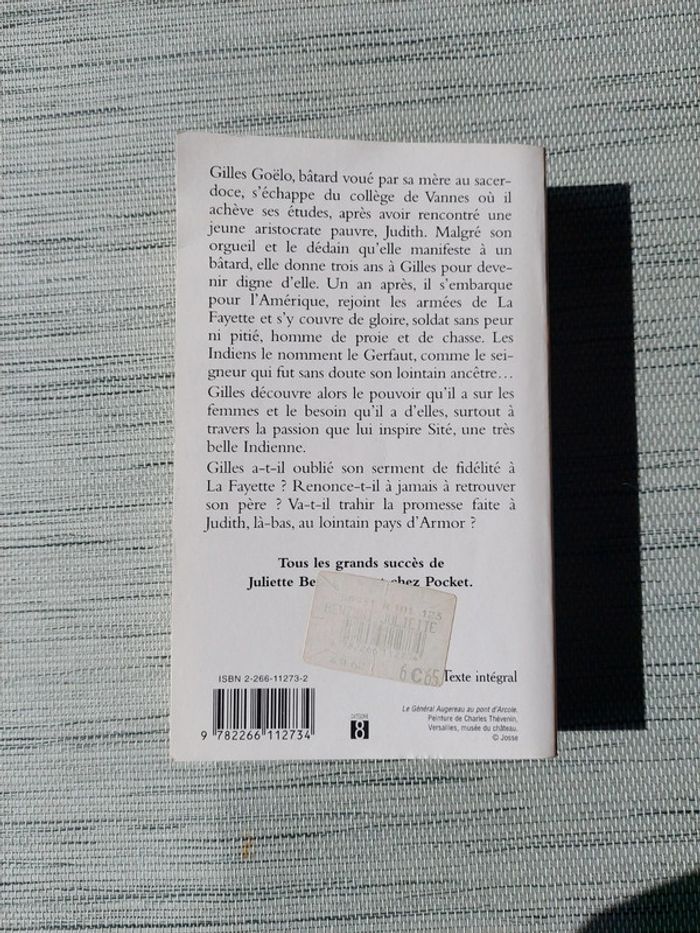 Gilles Goëlo, bâtard voué par sa mère au sacer-
doce, s'échappe du collège de Vannes où il
achève ses études, après avoir rencontré une
jeune aristocrate pauvre, Judith. Malgré son
orgueil et le dédain qu'elle manifeste à un
bâtard, elle donne trois ans à Gilles pour deve-
nir digne d'elle. Un an après, il s'embarque
pour l'Amérique, rejoint les armées de La
Fayette et s'y couvre de gloire, soldat sans peur
ni pitié, homme de proie et de chasse. Les
Indiens le nomment le Gerfaut, comme le sei-
gneur qui fut sans doute son lointain ancêtre…
Gilles découvre alors le pouvoir qu'il a sur les
femmes et le besoin qu'il a d'elles, surtout à
travers la passion que lui inspire Sité, une très
belle Indienne.
Gilles a-t-il oublié son serment de fidélité à
La Fayette ? Renonce-t-il à jamais à retrouver
son père ? Va-t-il trahir la promesse faite à
Judith, là-bas, au lointain pays d'Armor ?
Tous les grands succès de
Juliette Be chez Pocket.
JULIETTE
6€65
Texte intégral
ISBN 2-266-11273-2
9 782266 112734
CATÉGORIE
8
Le Général Augereau au pont d'Arcole.
Peinture de Charles Thévenin,
Versailles, musée du château.
© Josse